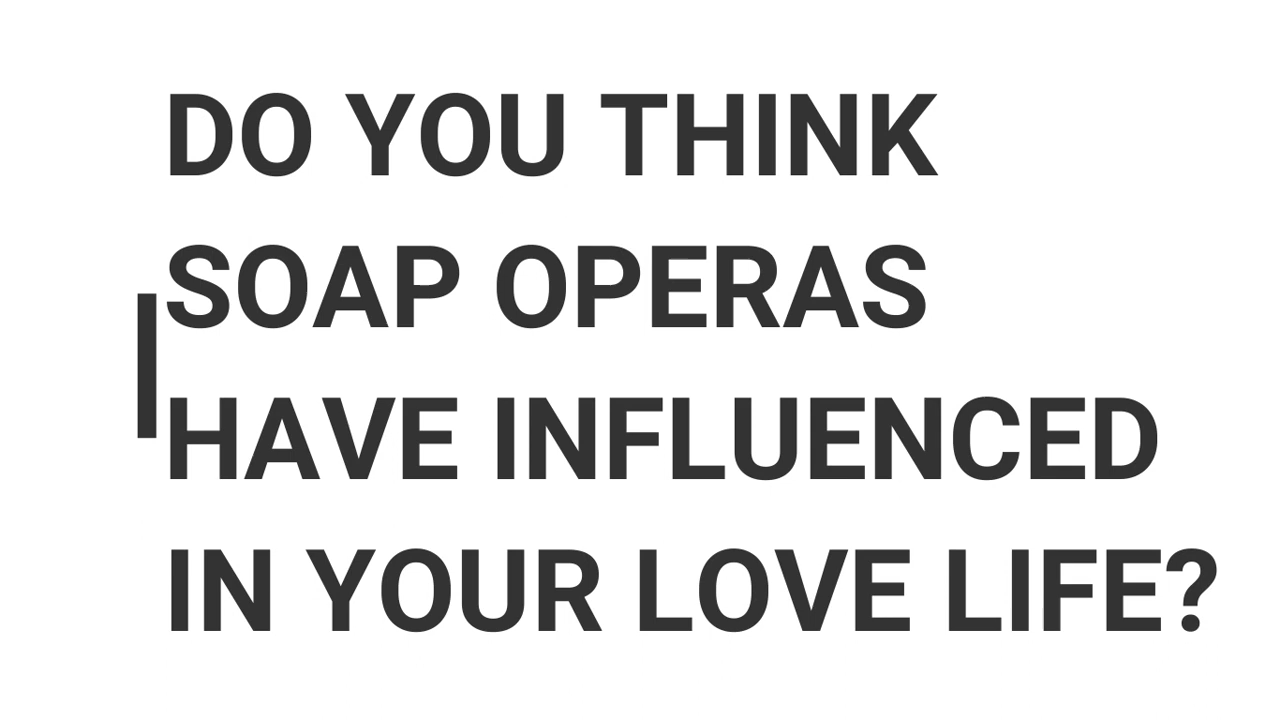 DO YOU THINK
SOAP OPERAS
HAVE INFLUENCED
IN YOUR LOVE LIFE?